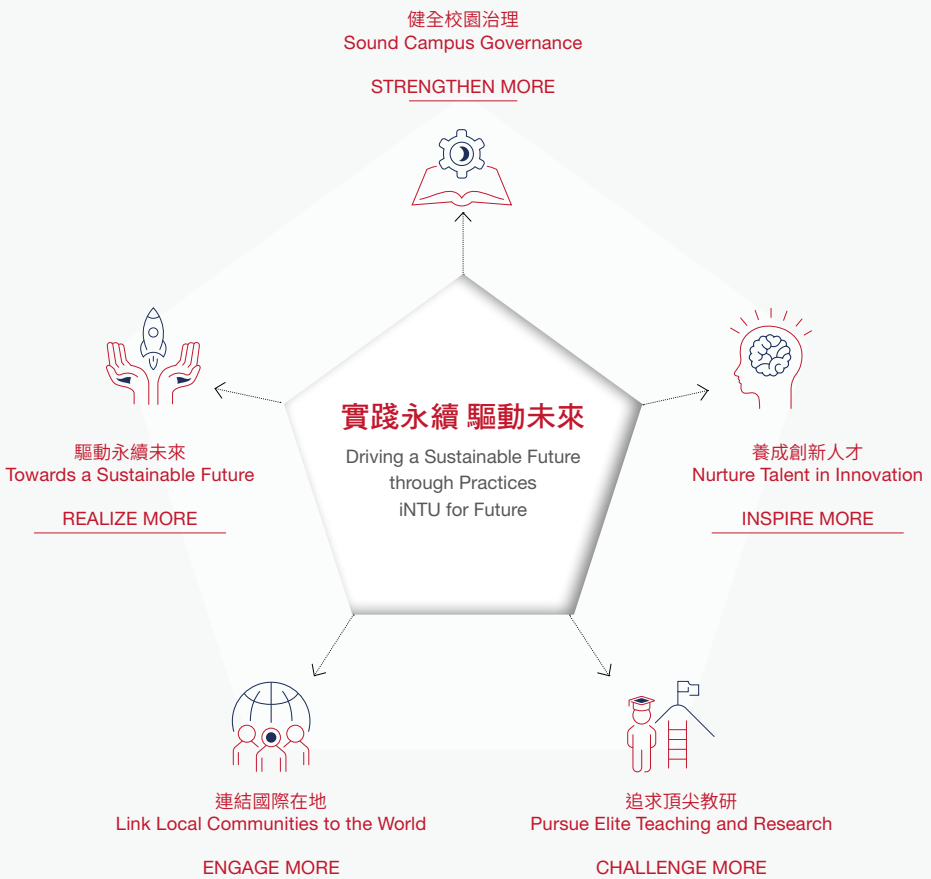 健全校園治理
Sound Campus Governance
STRENGTHEN MORE
驅動永續未來
Towards a Sustainable Future
REALIZE MORE
實踐永續 驅動未來
Driving a Sustainable Future
through Practices
iNTU for Future
養成創新人才
Nurture Talent in Innovation
INSPIRE MORE
連結國際在地
Link Local Communities to the World
ENGAGE MORE
追求頂尖教研
Pursue Elite Teaching and Research
CHALLENGE MORE